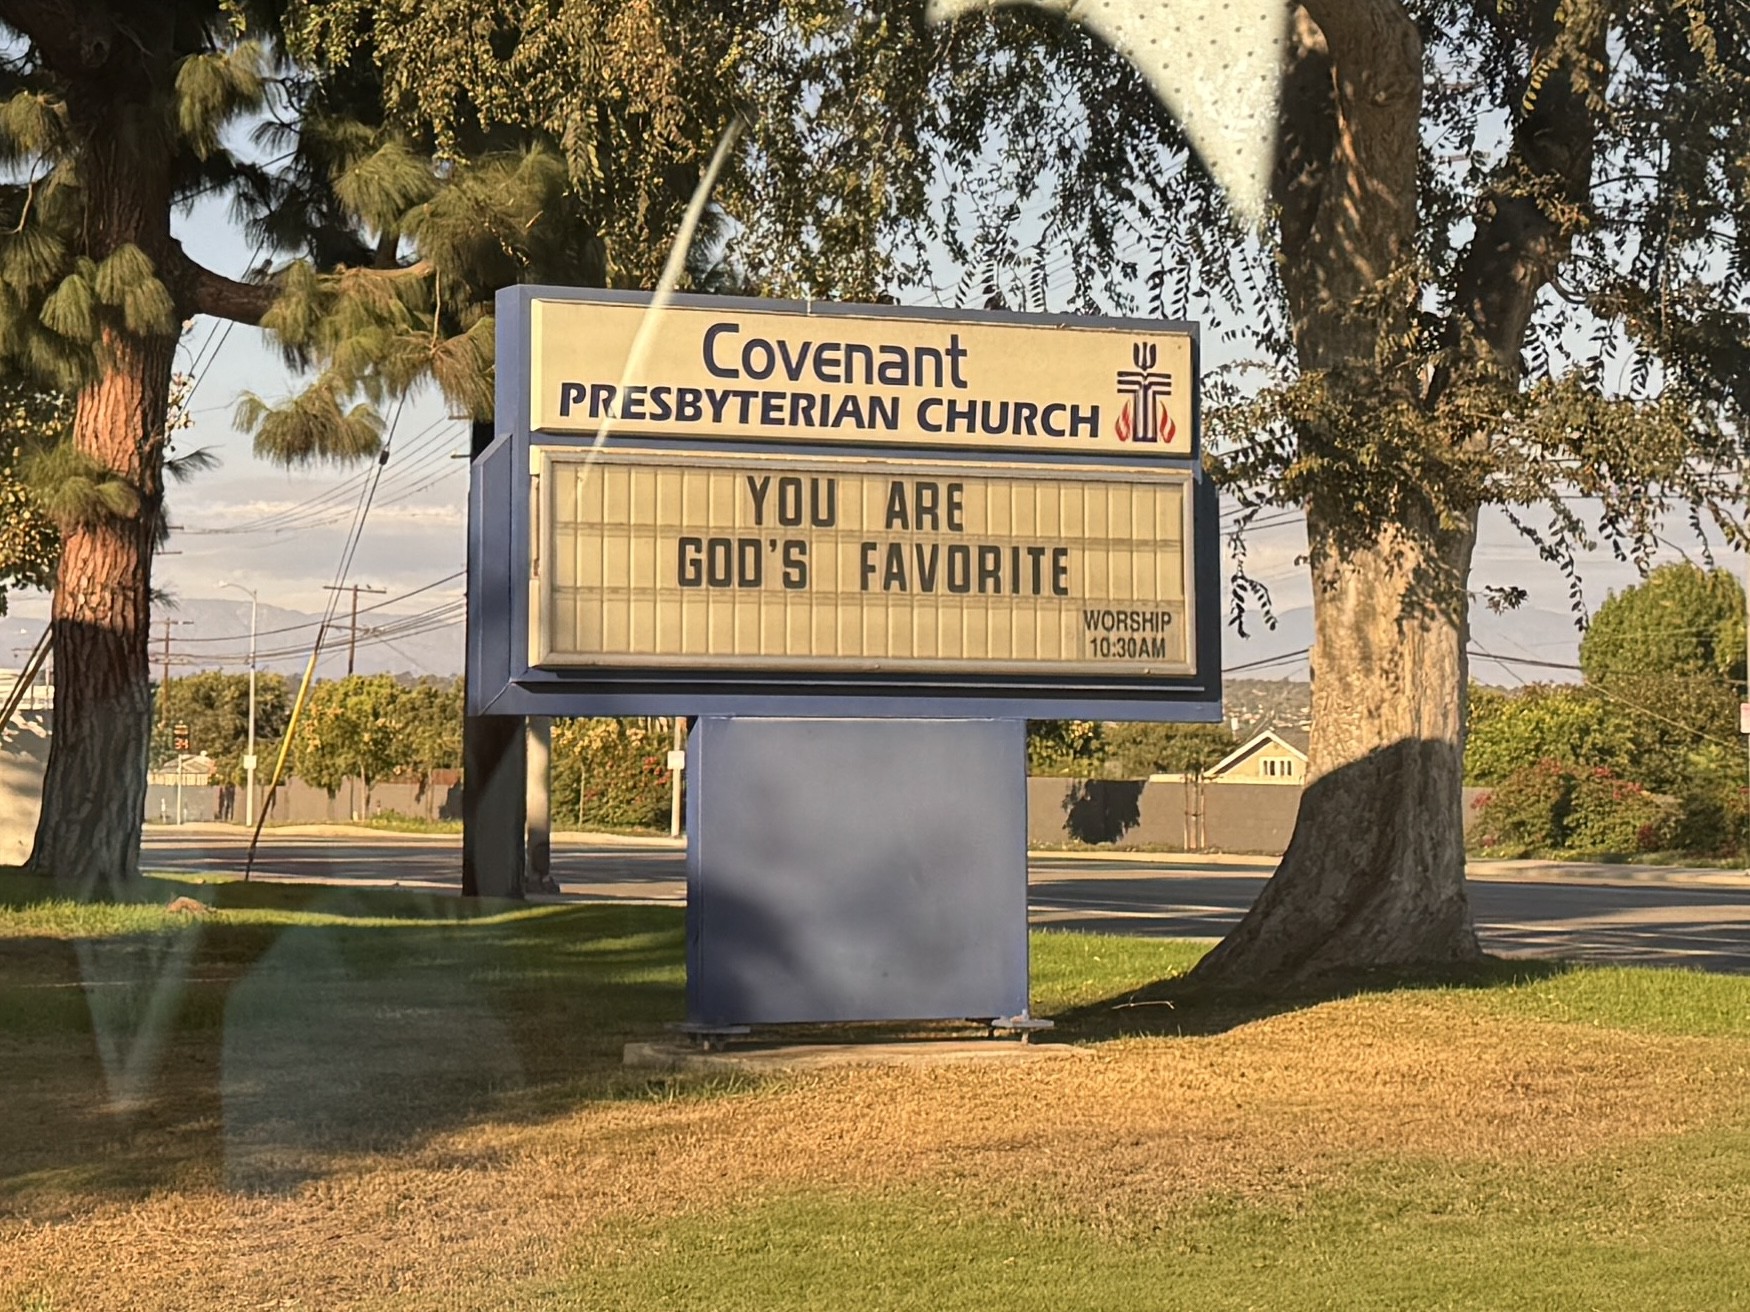 Covenant
PRESBYTERIAN CHURCH
YOU ARE
GOD'S FAVORITE
WORSHIP
10:30AM